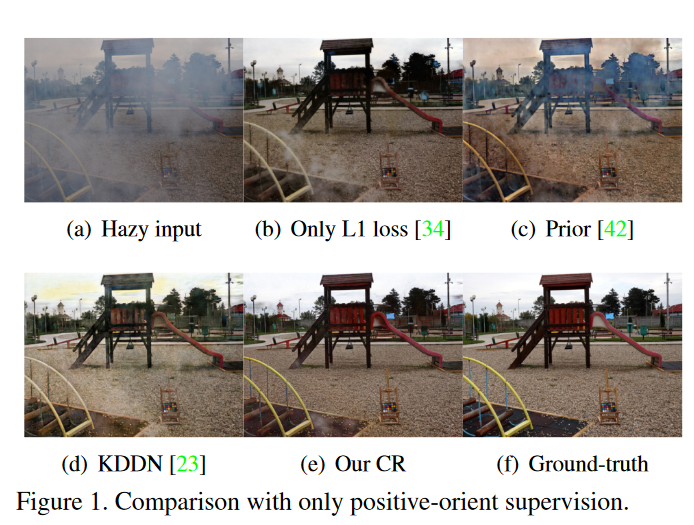 (a) Hazy input
(b) Only L1 loss [34]
(c) Prior [42]
(d) KDDN [23]
(e) Our CR
(f) Ground-truth
Figure 1. Comparison with only positive-orient supervision.